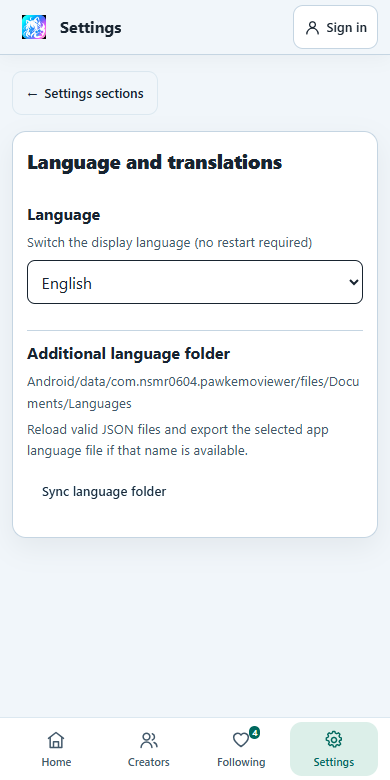 Settings
Sign in
← Settings sections
Language and translations
Language
Switch the display language (no restart required)
English
Additional language folder
Android/data/com.nsmr0604.pawkemoviewer/files/Docu
ments/Languages
Reload valid JSON files and export the selected app
language file if that name is available.
Sync language folder
4
Home
Creators
Following
Settings